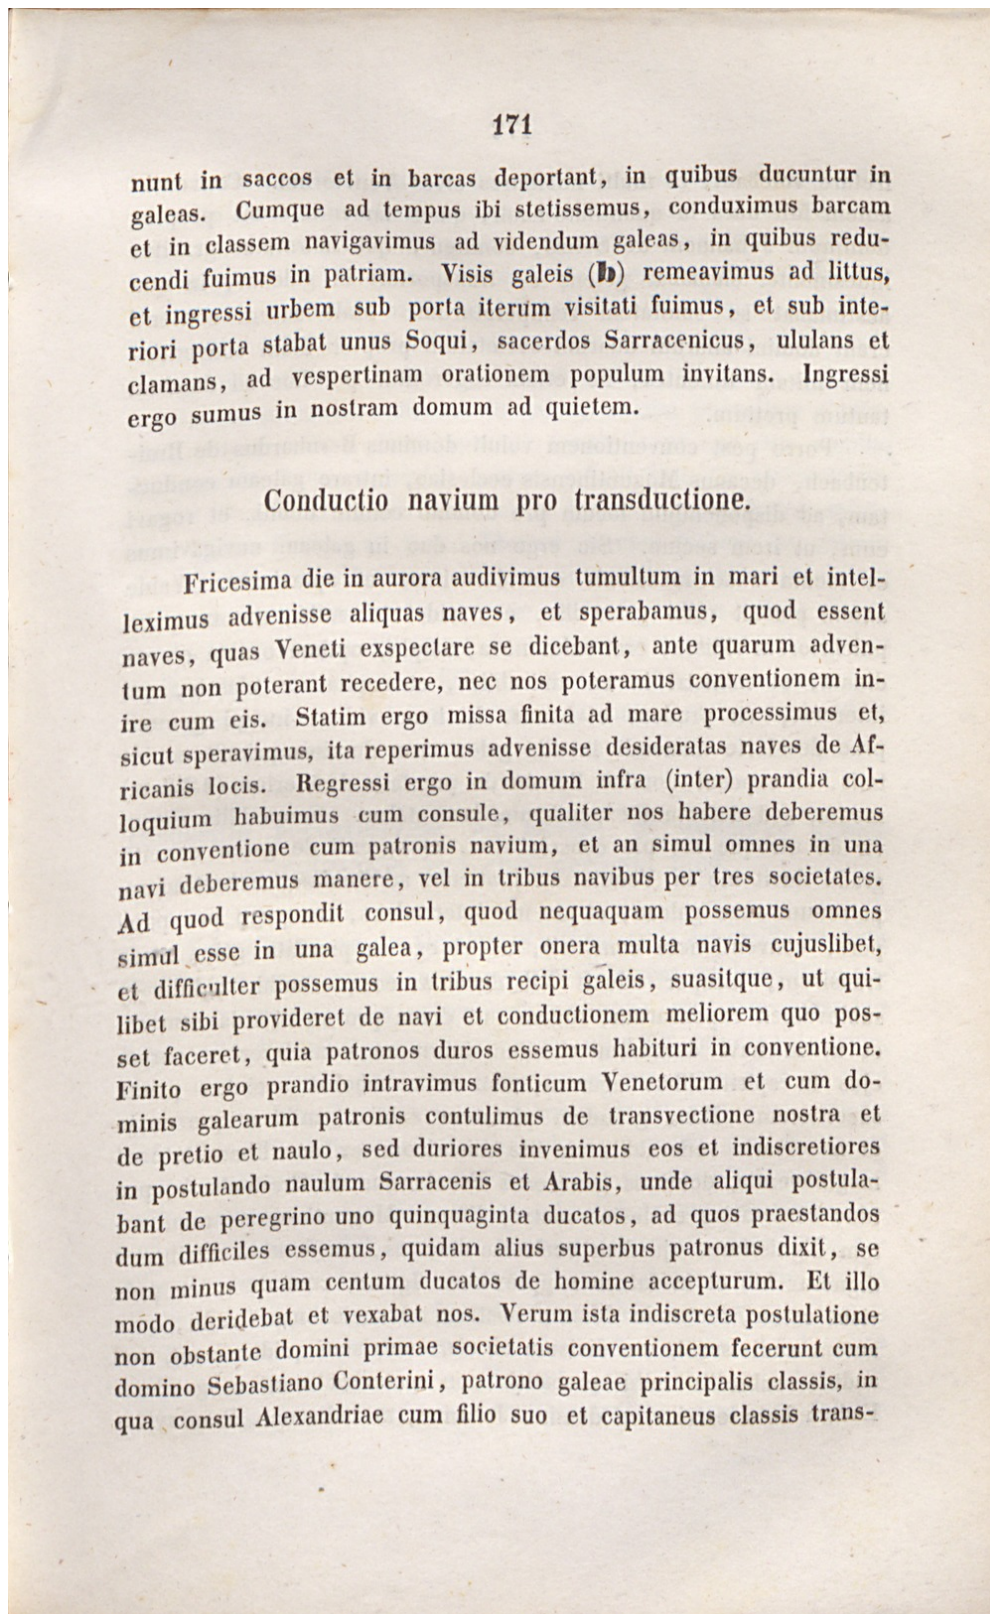 171
nunt in saccos et in barcas deportant, in quibus ducuntur in
galeas. Cumque ad tempus ibi stetissemus, conduximus barcam
et in classem navigavimus ad videndum galeas, in quibus redu-
cendi fuimus in patriam. Visis galeis (b) remeavimus ad littus,
et ingressi urbem sub porta iterum visitati fuimus, et sub inte-
riori porta stabat unus Soqui, sacerdos Sarracenicus, ululans et
clamans, ad vespertinam orationem populum invitans. Ingressi
ergo sumus in nostram domum ad quietem.
Conductio navium pro transductione.
Fricesima die in aurora audivimus tumultum in mari et intel-
leximus advenisse aliquas naves, et sperabamus, quod essent
naves, quas Veneti exspectare se dicebant, ante quarum adven-
tum non poterant recedere, nec nos poteramus conventionem in-
ire cum eis. Statim ergo missa finita ad mare processimus et,
sicut speravimus, ita reperimus advenisse desideratas naves de Af-
ricanis locis. Regressi ergo in domum infra (inter) prandia col-
loquium habuimus cum consule, qualiter nos habere deberemus
in conventione cum patronis navium, et an simul omnes in una
navi deberemus manere, vel in tribus navibus per tres societates.
Ad quod respondit consul, quod nequaquam possemus omnes
simul esse in una galea, propter onera multa navis cujuslibet,
et difficulter possemus in tribus recipi galeis, suasitque, ut qui-
libet sibi provideret de navi et conductionem meliorem quo pos-
set faceret, quia patronos duros essemus habituri in conventione.
Finito ergo prandio intravimus fonticum Venetorum et cum do-
minis galearum patronis contulimus de transvectione nostra et
de pretio et naulo, sed duriores invenimus eos et indiscretiores
in postulando naulum Sarracenis et Arabis, unde aliqui postula-
bant de peregrino uno quinquaginta ducatos, ad quos praestandos
dum difficiles essemus, quidam alius superbus patronus dixit, se
non minus quam centum ducatos de homine accepturum. Et illo
modo deridebat et vexabat nos. Verum ista indiscreta postulatione
non obstante domini primae societatis conventionem fecerunt cum
domino Sebastiano Conterini, patrono galeae principalis classis, in
qua consul Alexandriae cum filio suo et capitaneus classis trans-